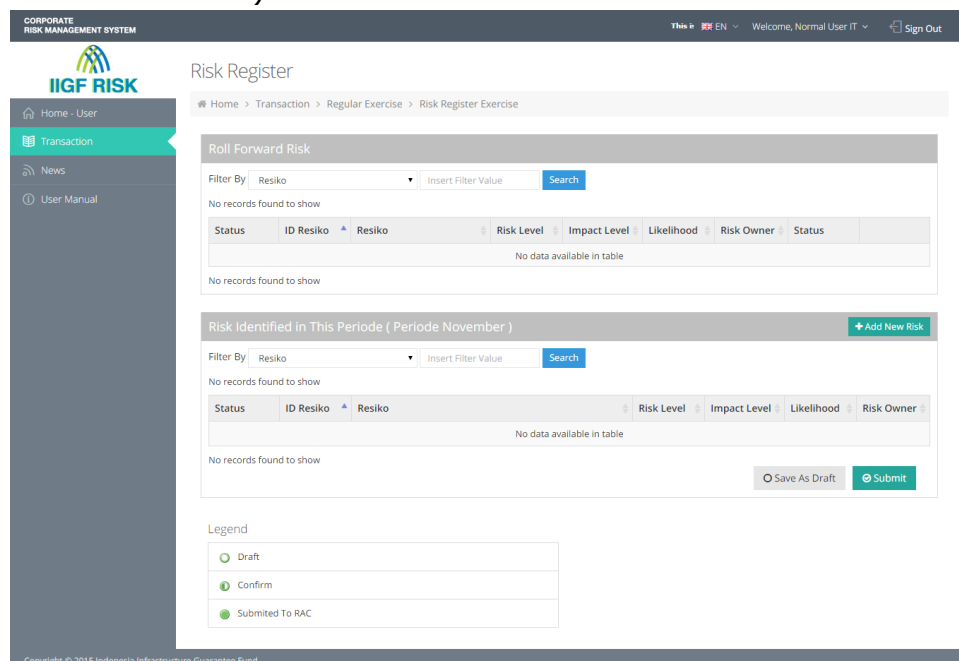 CORPORATE
RISK MANAGEMENT SYSTEM
This is EN Welcome, Normal User IT Sign Out
IIGF RISK
Home - User
Transaction
News
User Manual
Risk Register
Home > Transaction > Regular Exercise > Risk Register Exercise
Roll Forward Risk
Filter By Resiko Insert Filter Value Search
No records found to show
Status ID Resiko Resiko Risk Level Impact Level Likelihood Risk Owner Status
No data available in table
No records found to show
Risk Identified in This Periode ( Periode November ) + Add New Risk
Filter By Resiko Insert Filter Value Search
No records found to show
Status ID Resiko Resiko Risk Level Impact Level Likelihood Risk Owner
No data available in table
No records found to show
Save As Draft Submit
Legend
Draft
Confirm
Submited To RAC
Copyright © 2015 Indonesia Infrastructure Guarantee Fund